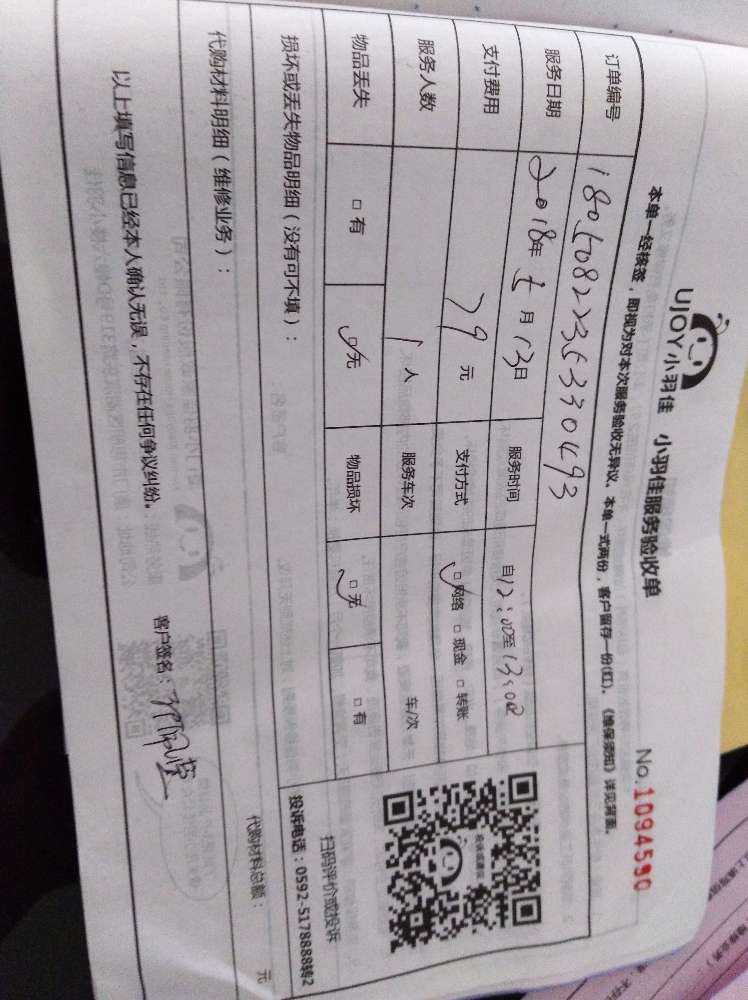 UJOY小羽佳 小羽佳服务验收单
No.1094590
本单一经核签，即视为对本次服务验收无异议。本单一式两份，客户留存一份(红)。《维保须知》详见背面。
订单编号 180508223533 0493
服务日期 2018年5月13日 服务时间 自12:00至13:00
支付费用 79元 支付方式 网络 现金 转账
服务人数 1人 服务车次 车/次
物品丢失 有 无 物品损坏 无 有
损坏或丢失物品明细（没有可不填）：
扫码评价或投诉
投诉电话：0592-5178888转2
代购材料明细（维修业务）：
代购材料总额： 元
以上填写信息已经本人确认无误，不存在任何争议纠纷。
客户签名：